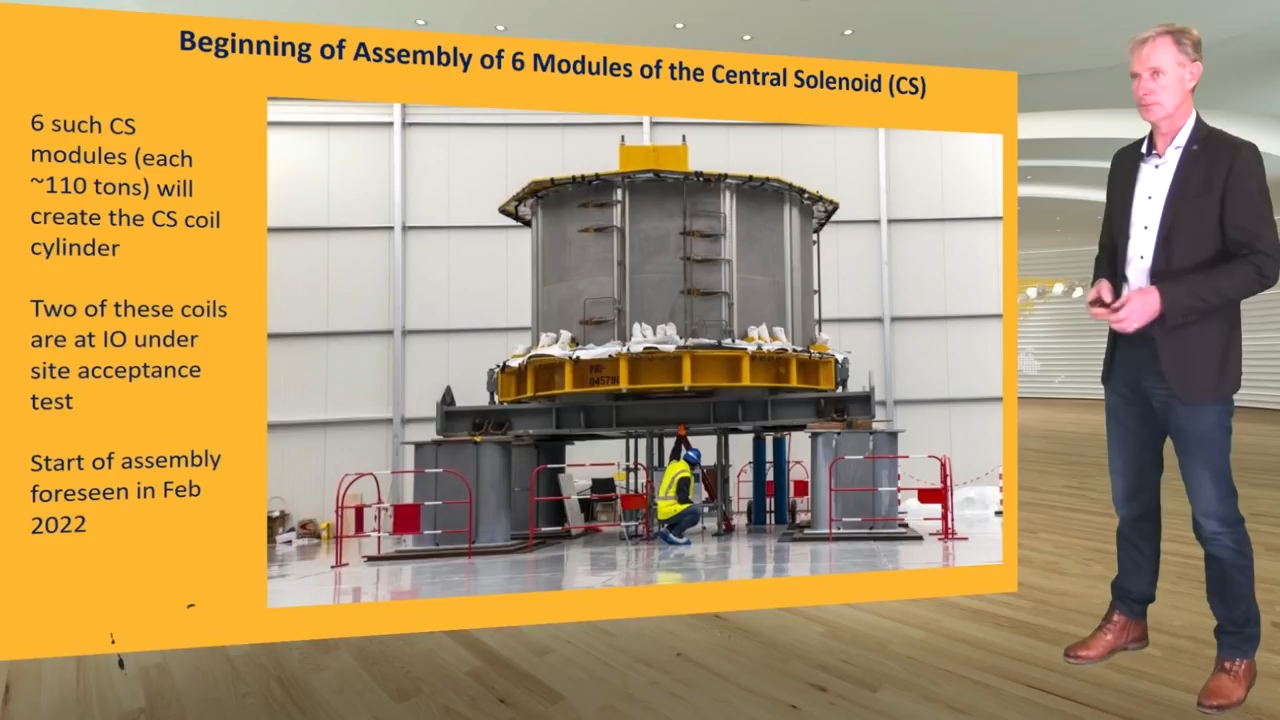 Beginning of Assembly of 6 Modules of the Central Solenoid (CS)
6 such CS
modules (each
~110 tons) will
create the CS coil
cylinder
Two of these coils
are at IO under
site acceptance
test
Start of assembly
foreseen in Feb
2022